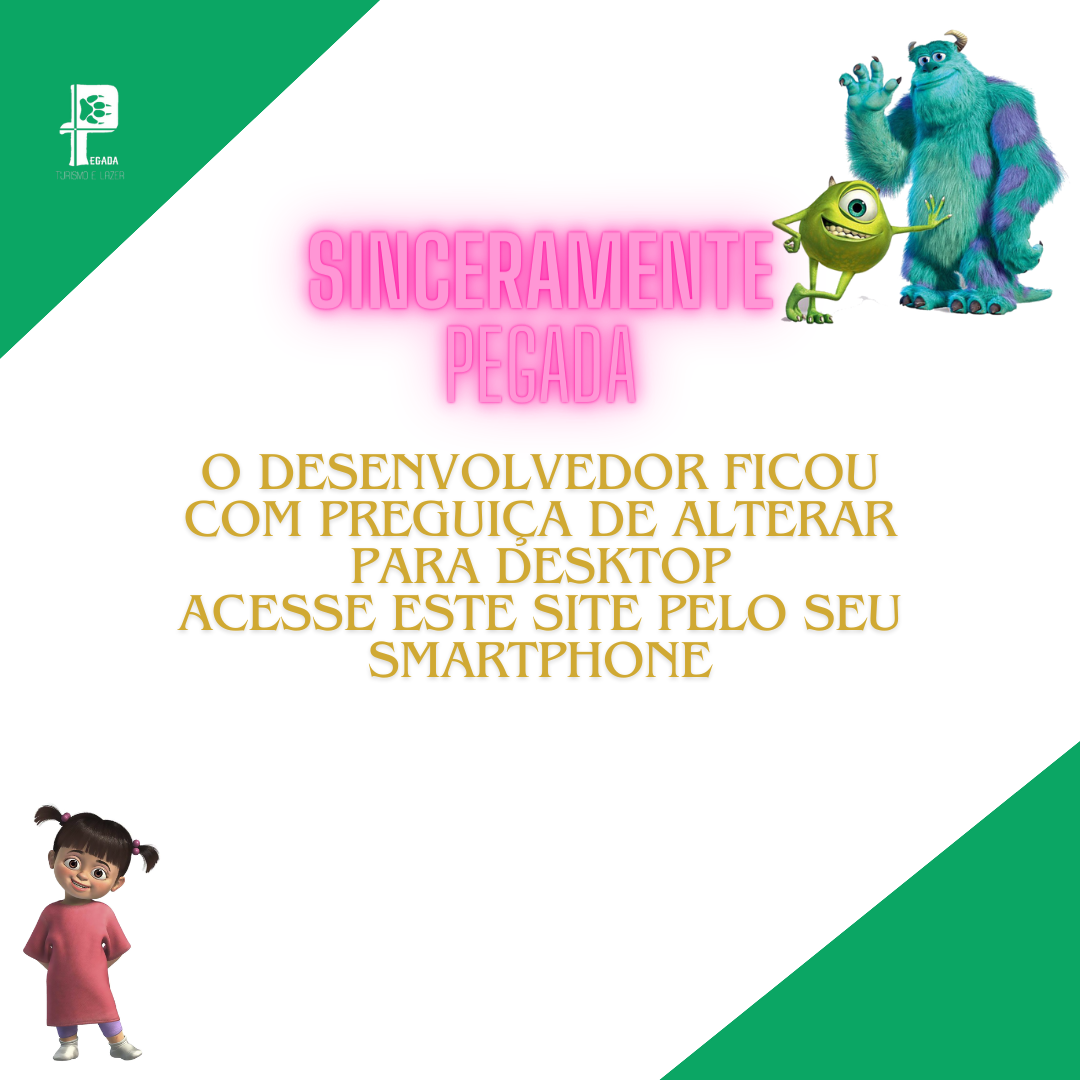 PEGADA
TURISMO E LAZER
SINCERAMENTE
PEGADA
O DESENVOLVEDOR FICOU
COM PREGUIÇA DE ALTERAR
PARA DESKTOP
ACESSE ESTE SITE PELO SEU
SMARTPHONE